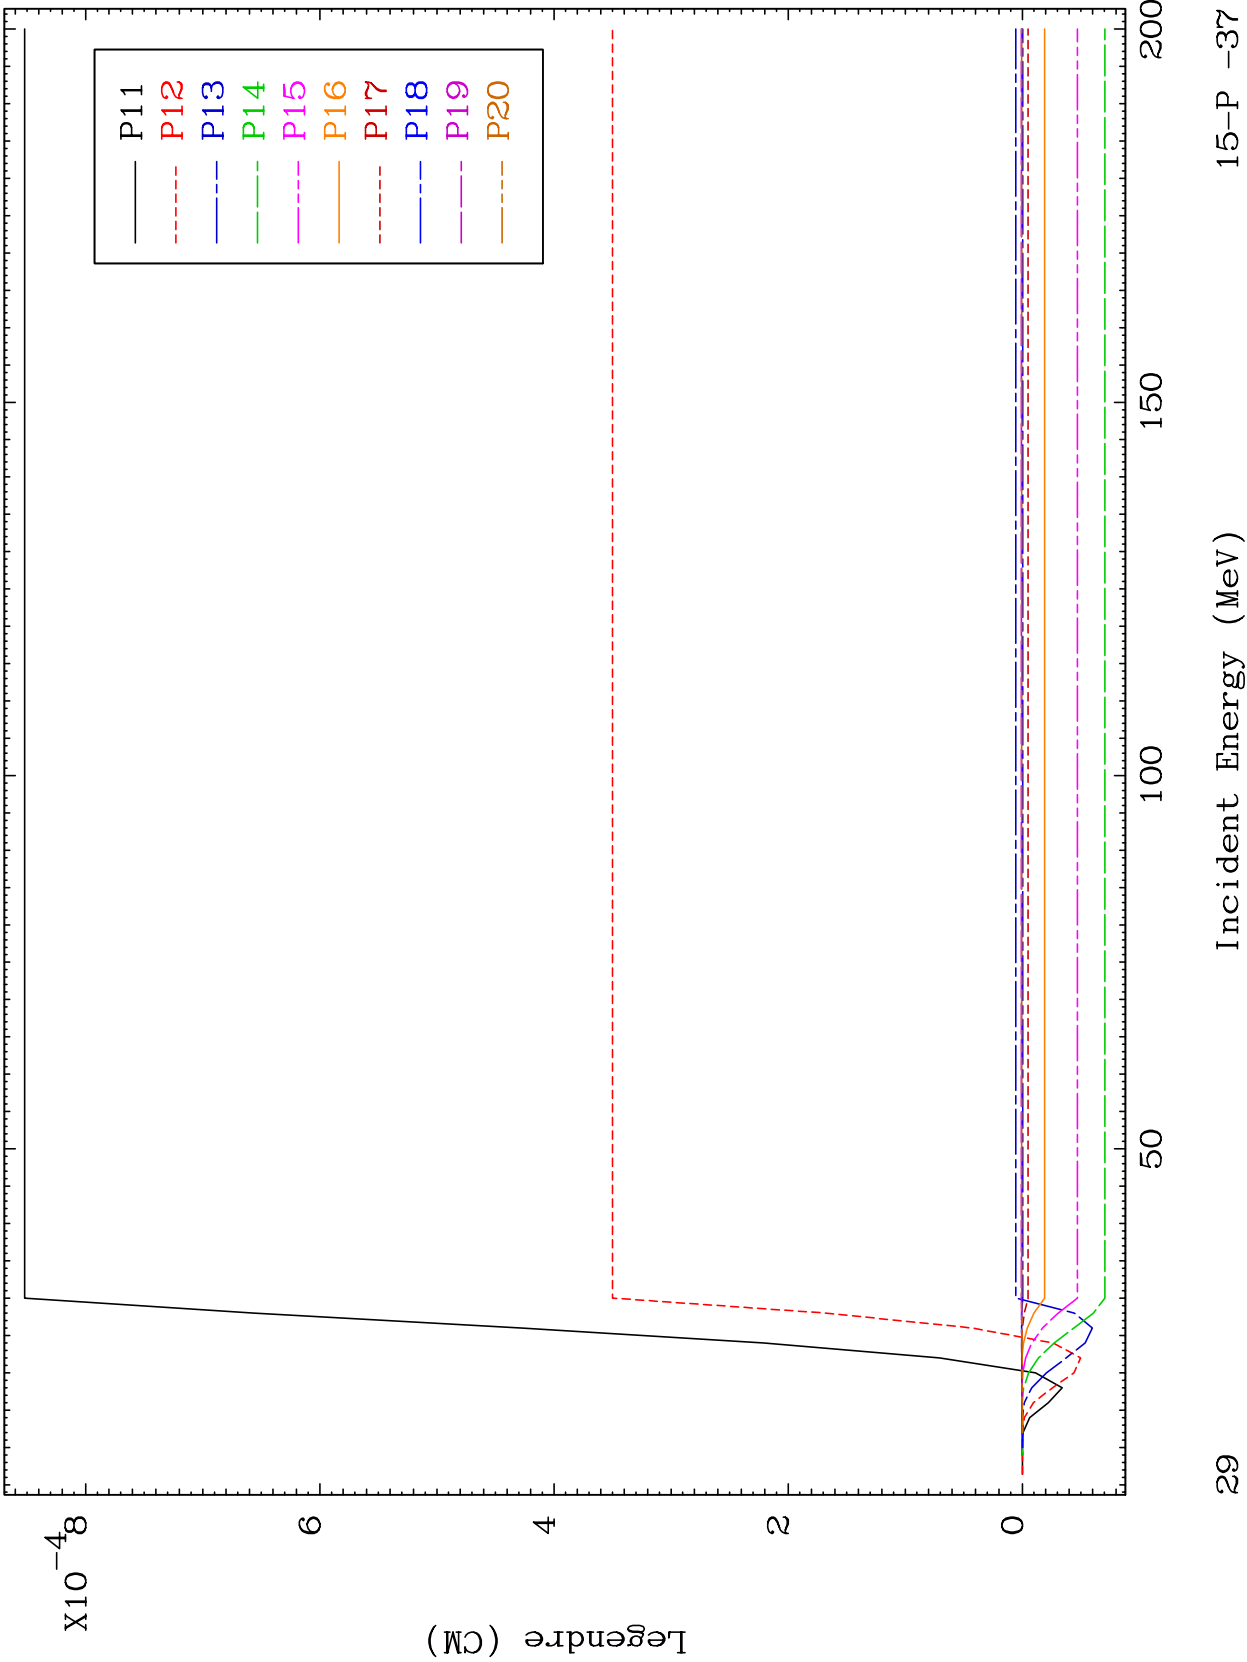 X10-4
8
6
4
2
0
Legendre (CM)
P11
P12
P13
P14
P15
P16
P17
P18
P19
P20
50
100
150
200
29
Incident Energy (MeV)
15-P -37